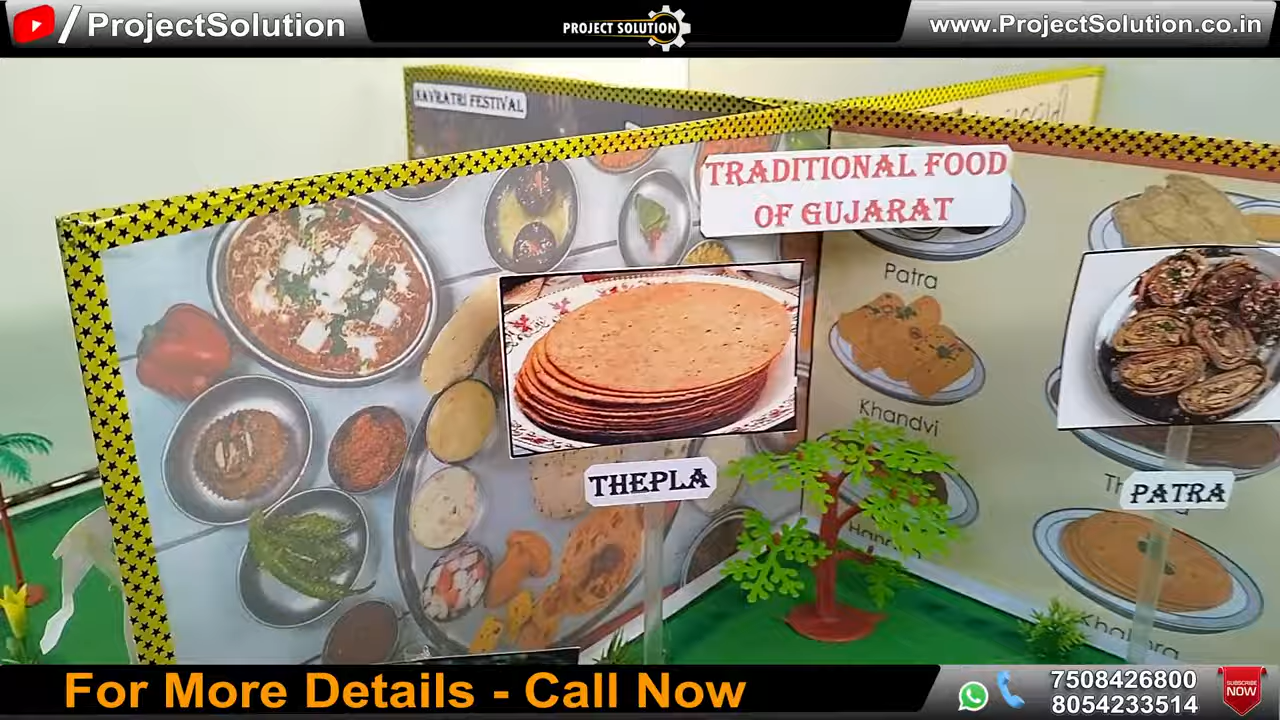 /ProjectSolution
PROJECT SOLUTION
www.ProjectSolution.co.in
NAVRATRI FESTIVAL
TRADITIONAL FOOD
OF GUJARAT
Patra
Khandvi
THEPLA
PATRA
For More Details - Call Now
7508426800
8054233514
SUBSCRIBE
NOW